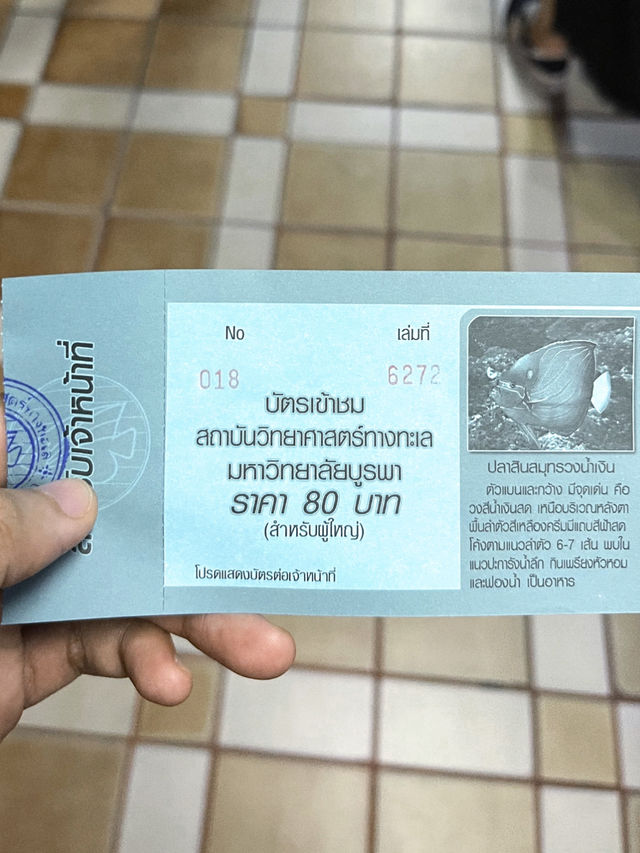 No
เล่มที่
018
6272
บัตรเข้าชม
สถาบันวิทยาศาสตร์ทางทะเล
มหาวิทยาลัยบูรพา
ราคา 80 บาท
(สำหรับผู้ใหญ่)
โปรดแสดงบัตรต่อเจ้าหน้าที่
ปลาสินสมุทรวงน้ำเงิน
ตัวแบนและกว้าง มีจุดเด่น คือ
วงสีน้ำเงินสด เหนือบริเวณหลังตา
พื้นลำตัวสีเหลืองครีมมีแถบสีฟ้าสด
โค้งตามแนวลำตัว 6-7 เส้น พบใน
แนวปะการังน้ำลึก กินเพรียงหัวหอม
และฟองน้ำ เป็นอาหาร